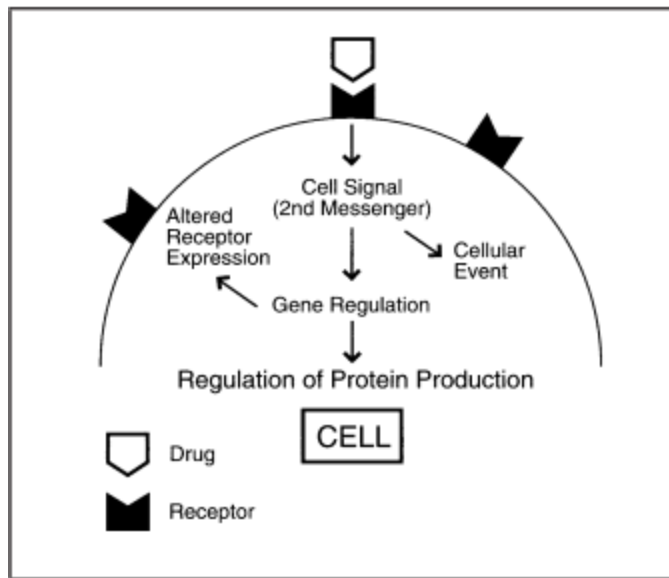 Cell Signal
(2nd Messenger)
Altered
Receptor
Expression
Cellular
Event
Gene Regulation
Regulation of Protein Production
CELL
Drug
Receptor